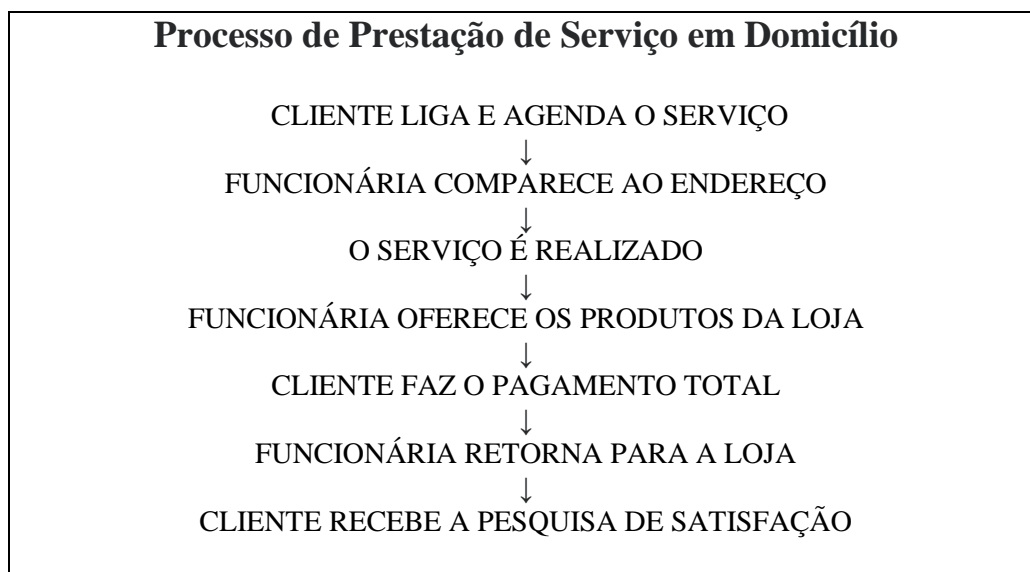 Processo de Prestação de Serviço em Domicílio
CLIENTE LIGA E AGENDA O SERVIÇO
↓
FUNCIONÁRIA COMPARECE AO ENDEREÇO
↓
O SERVIÇO É REALIZADO
↓
FUNCIONÁRIA OFERECE OS PRODUTOS DA LOJA
↓
CLIENTE FAZ O PAGAMENTO TOTAL
↓
FUNCIONÁRIA RETORNA PARA A LOJA
↓
CLIENTE RECEBE A PESQUISA DE SATISFAÇÃO